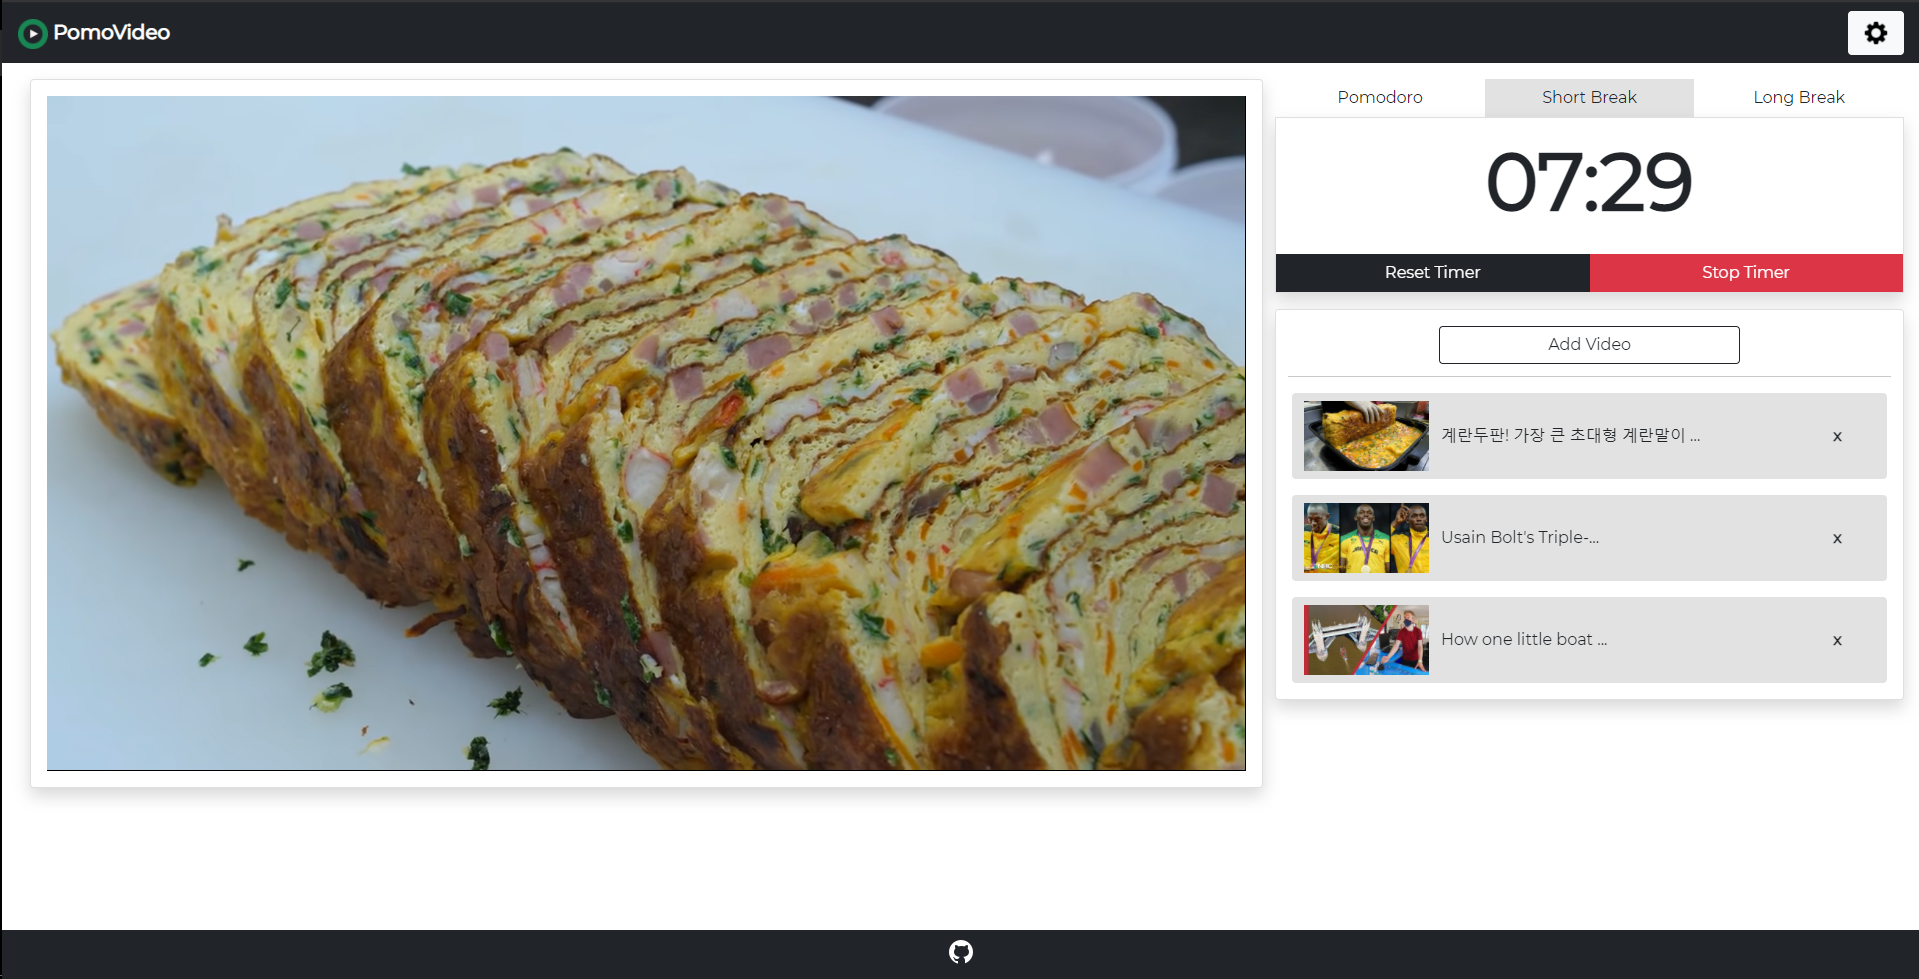 PomoVideo
Pomodoro
Short Break
Long Break
07:29
Reset Timer
Stop Timer
Add Video
계란두판! 가장 큰 초대형 계란말이 ...
x
Usain Bolt's Triple-...
x
How one little boat ...
x